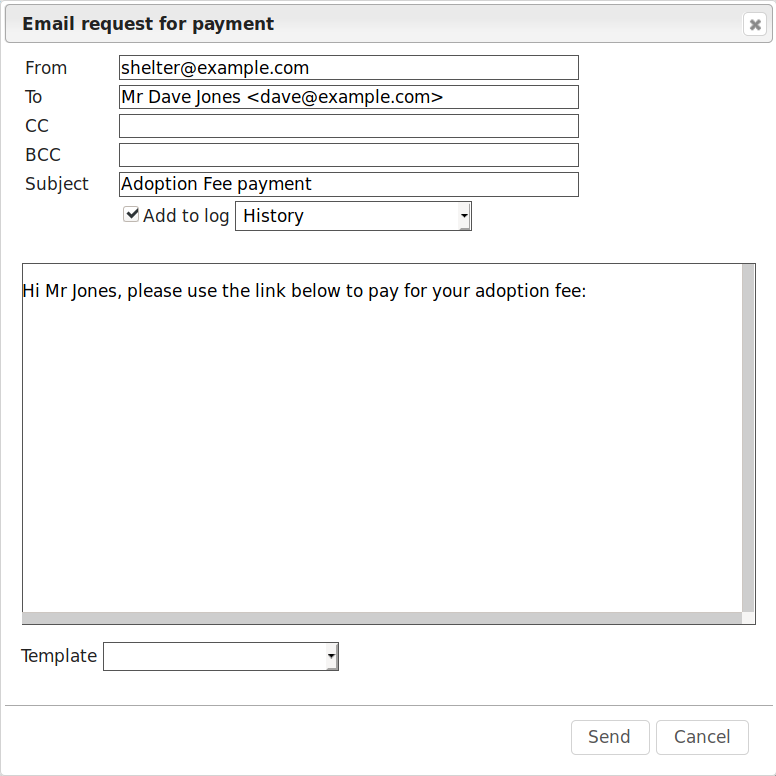 Email request for payment
From shelter@example.com
To Mr Dave Jones <dave@example.com>
CC
BCC
Subject Adoption Fee payment
Add to log History
Hi Mr Jones, please use the link below to pay for your adoption fee:
Template
Send Cancel